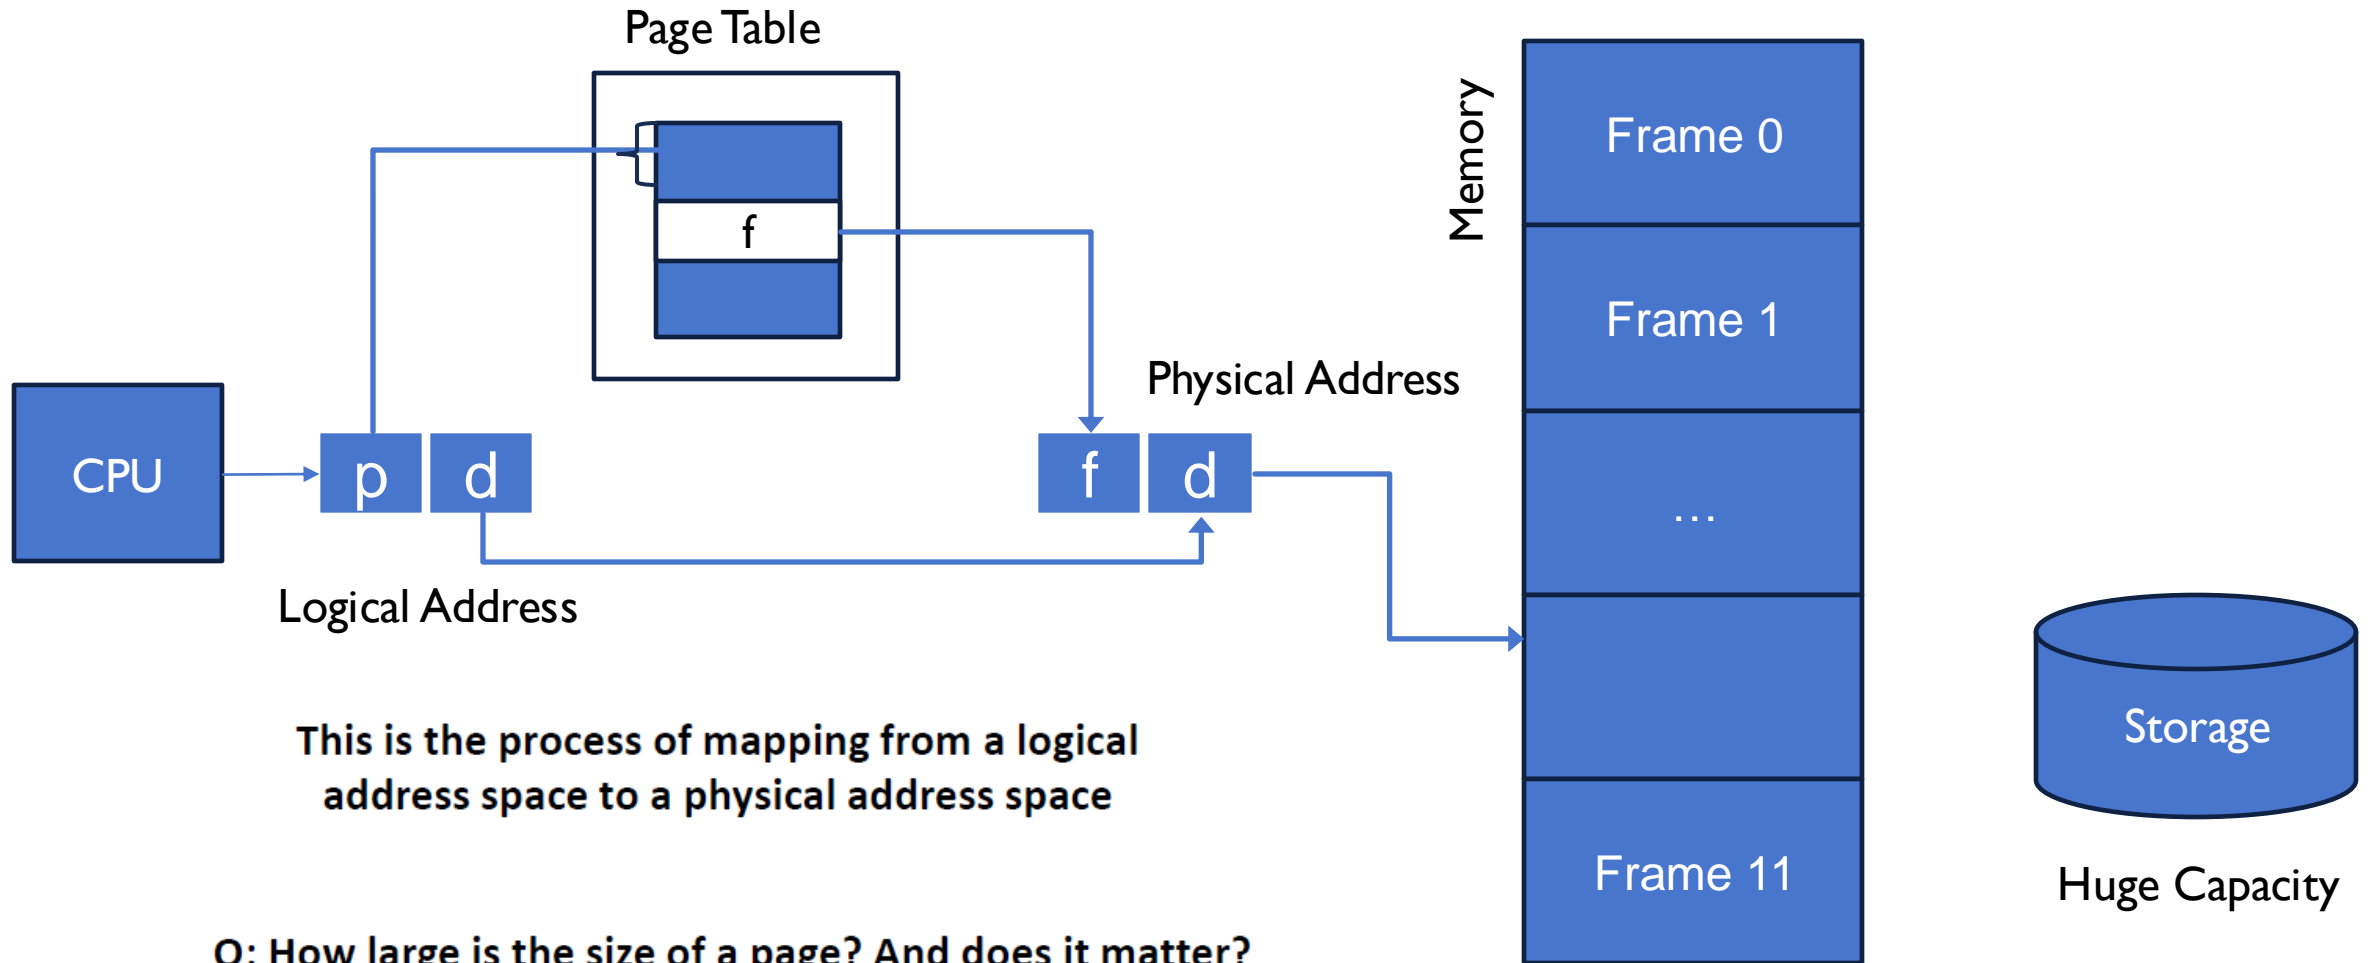 Page Table
Memory
Frame 0
f
Frame 1
Physical Address
CPU
p d
f d
...
Logical Address
Storage
This is the process of mapping from a logical
address space to a physical address space
Frame 11
Huge Capacity
Q: How large is the size of a page? And does it matter?